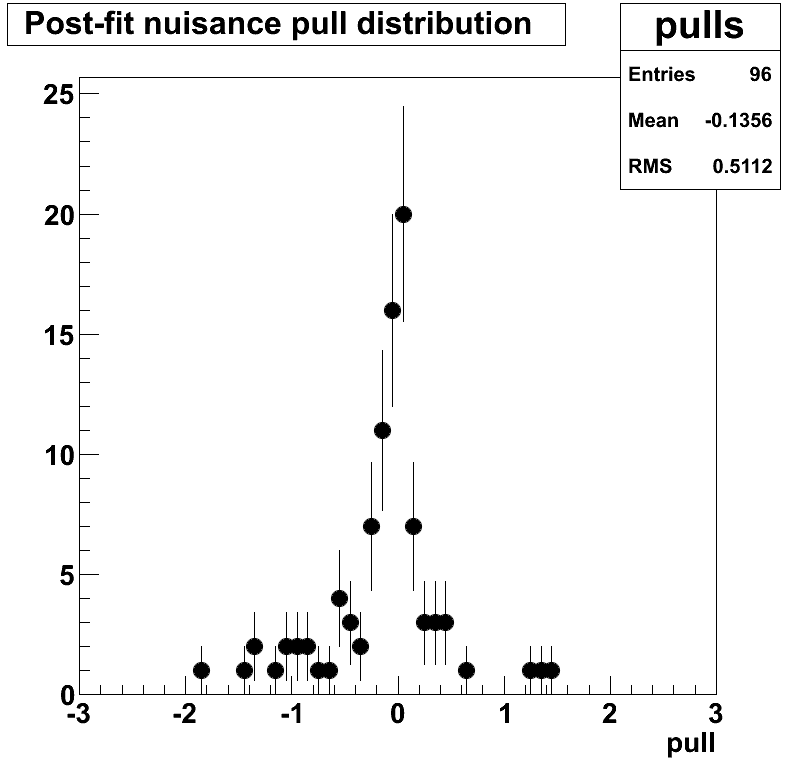 Post-fit nuisance pull distribution
pulls
Entries 96
Mean -0.1356
RMS 0.5112
25
20
15
10
5
0
-3 -2 -1 0 1 2 3
pull